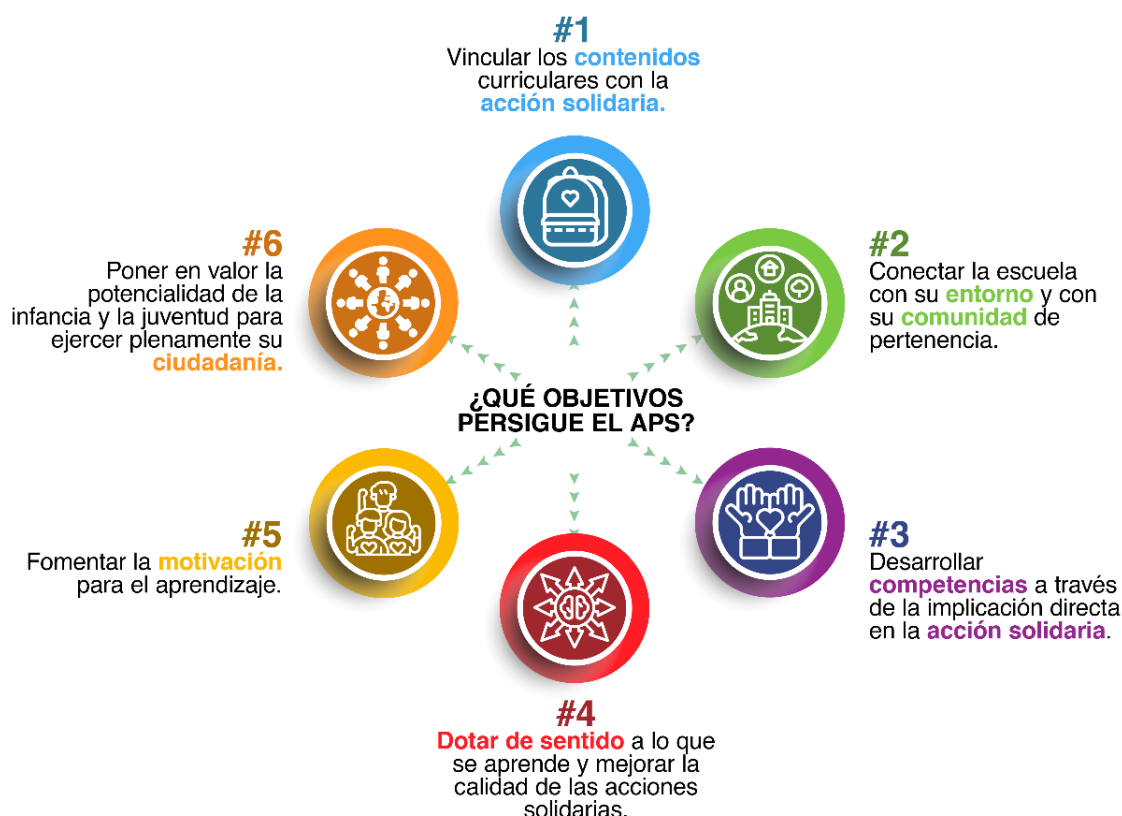 #1
Vincular los contenidos
curriculares con la
acción solidaria.
#2
Conectar la escuela
con su entorno y con
su comunidad de
pertenencia.
#6
Poner en valor la
potencialidad de la
infancia y la juventud para
ejercer plenamente su
ciudadanía.
¿QUÉ OBJETIVOS
PERSIGUE EL APS?
#3
Desarrollar
competencias a través
de la implicación directa
en la acción solidaria.
#5
Fomentar la motivación
para el aprendizaje.
#4
Dotar de sentido a lo que
se aprende y mejorar la
calidad de las acciones
solidarias.